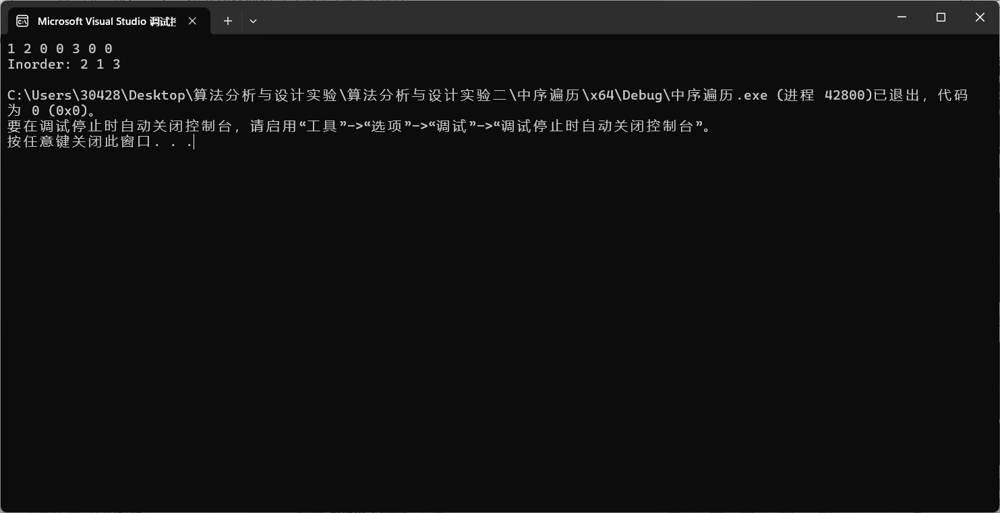 Microsoft Visual Studio 调试控
1 2 0 0 3 0 0
Inorder: 2 1 3
C:\Users\30428\Desktop\算法分析与设计实验\算法分析与设计实验二\中序遍历\x64\Debug\中序遍历.exe (进程 42800)已退出，代码
为 0 (0x0)。
要在调试停止时自动关闭控制台，请启用“工具”->“选项”->“调试”->“调试停止时自动关闭控制台”。
按任意键关闭此窗口. . .